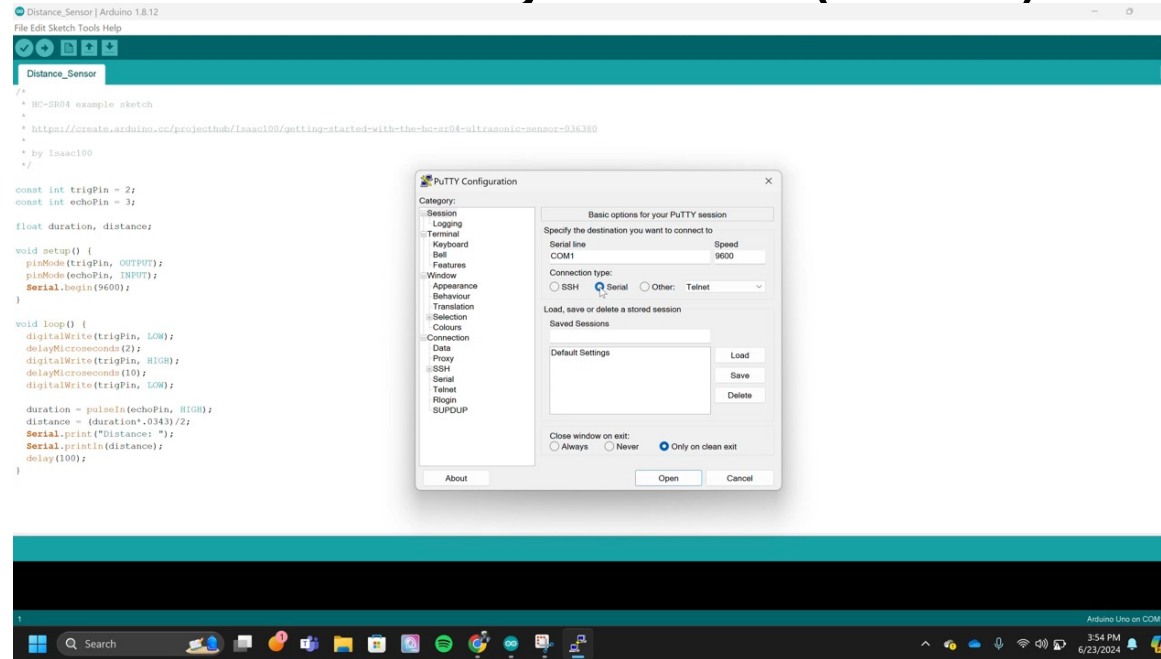 Distance_Sensor | Arduino 1.8.12
File Edit Sketch Tools Help
Distance_Sensor
/*
* HC-SR04 example sketch
*
* https://create.arduino.cc/projecthub/Isaac100/getting-started-with-the-hc-sr04-ultrasonic-sensor-036380
*
* by Isaac100
*/
const int trigPin = 2;
const int echoPin = 3;
float duration, distance;
void setup() {
pinMode(trigPin, OUTPUT);
pinMode(echoPin, INPUT);
Serial.begin(9600);
}
void loop() {
digitalWrite(trigPin, LOW);
delayMicroseconds(2);
digitalWrite(trigPin, HIGH);
delayMicroseconds(10);
digitalWrite(trigPin, LOW);
duration = pulseIn(echoPin, HIGH);
distance = (duration*.0343)/2;
Serial.print("Distance: ");
Serial.println(distance);
delay(100);
}
PuTTY Configuration
Category:
Session
Logging
Terminal
Keyboard
Bell
Features
Window
Appearance
Behaviour
Translation
Selection
Colours
Connection
Data
Proxy
SSH
Serial
Telnet
Rlogin
SUPDUP
Basic options for your PuTTY session
Specify the destination you want to connect to
Serial line Speed
COM1 9600
Connection type:
SSH Serial Other: Telnet
Load, save or delete a stored session
Saved Sessions
Default Settings
Load
Save
Delete
Close window on exit:
Always Never Only on clean exit
About Open Cancel
1 Arduino Uno on COM
Search
3:54 PM
6/23/2024